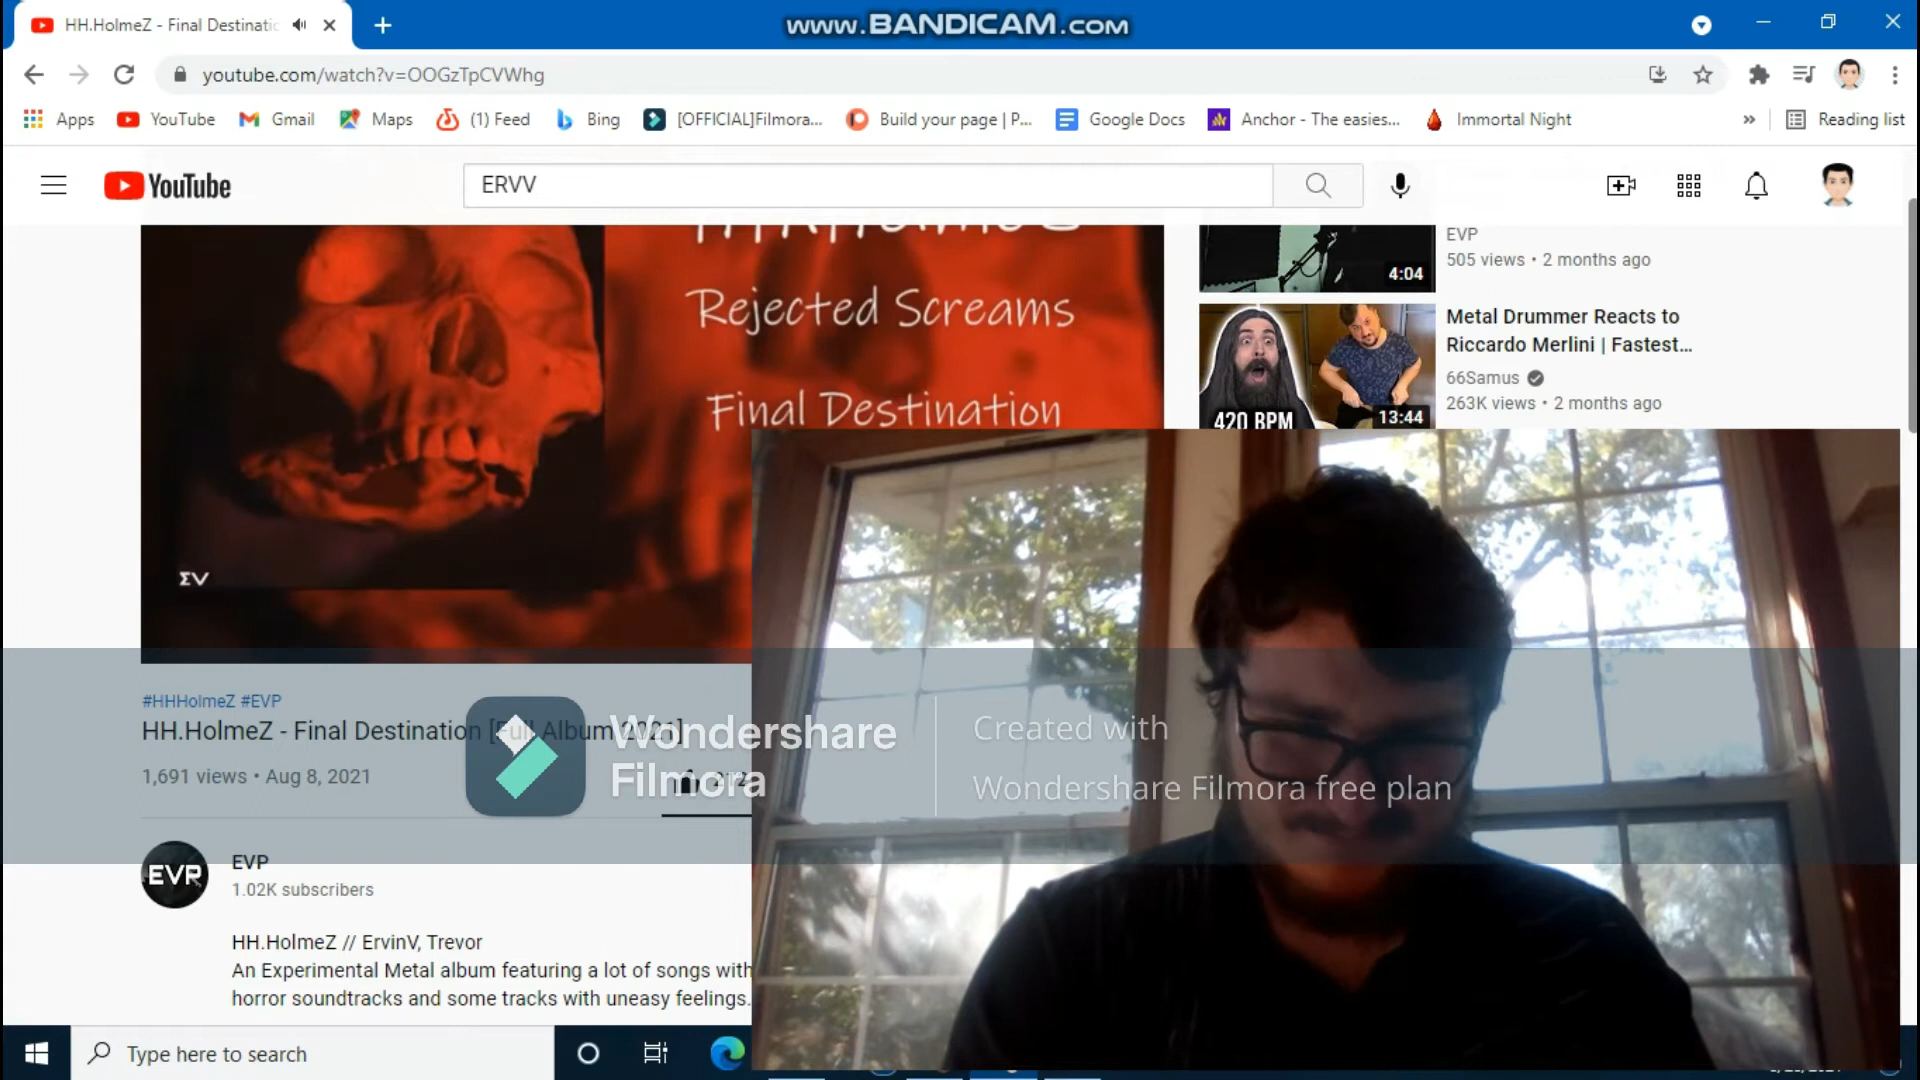 HH.HolmeZ - Final Destinatic
www.BANDICAM.com
youtube.com/watch?v=OOGzTpCVWhg
Apps YouTube Gmail Maps (1) Feed Bing [OFFICIAL]Filmora... Build your page | P... Google Docs Anchor - The easies... Immortal Night » Reading list
YouTube
ERVV
Rejected Screams
Final Destination
ΣV
4:04
EVP
505 views • 2 months ago
Metal Drummer Reacts to
Riccardo Merlini | Fastest...
66Samus
263K views • 2 months ago
420 BPM
13:44
#HHHolmeZ #EVP
HH.HolmeZ - Final Destination [Full Album 2021]
1,691 views • Aug 8, 2021
Wondershare
Filmora
Created with
Wondershare Filmora free plan
EVP
EVP
1.02K subscribers
HH.HolmeZ // ErvinV, Trevor
An Experimental Metal album featuring a lot of songs with
horror soundtracks and some tracks with uneasy feelings.
Type here to search